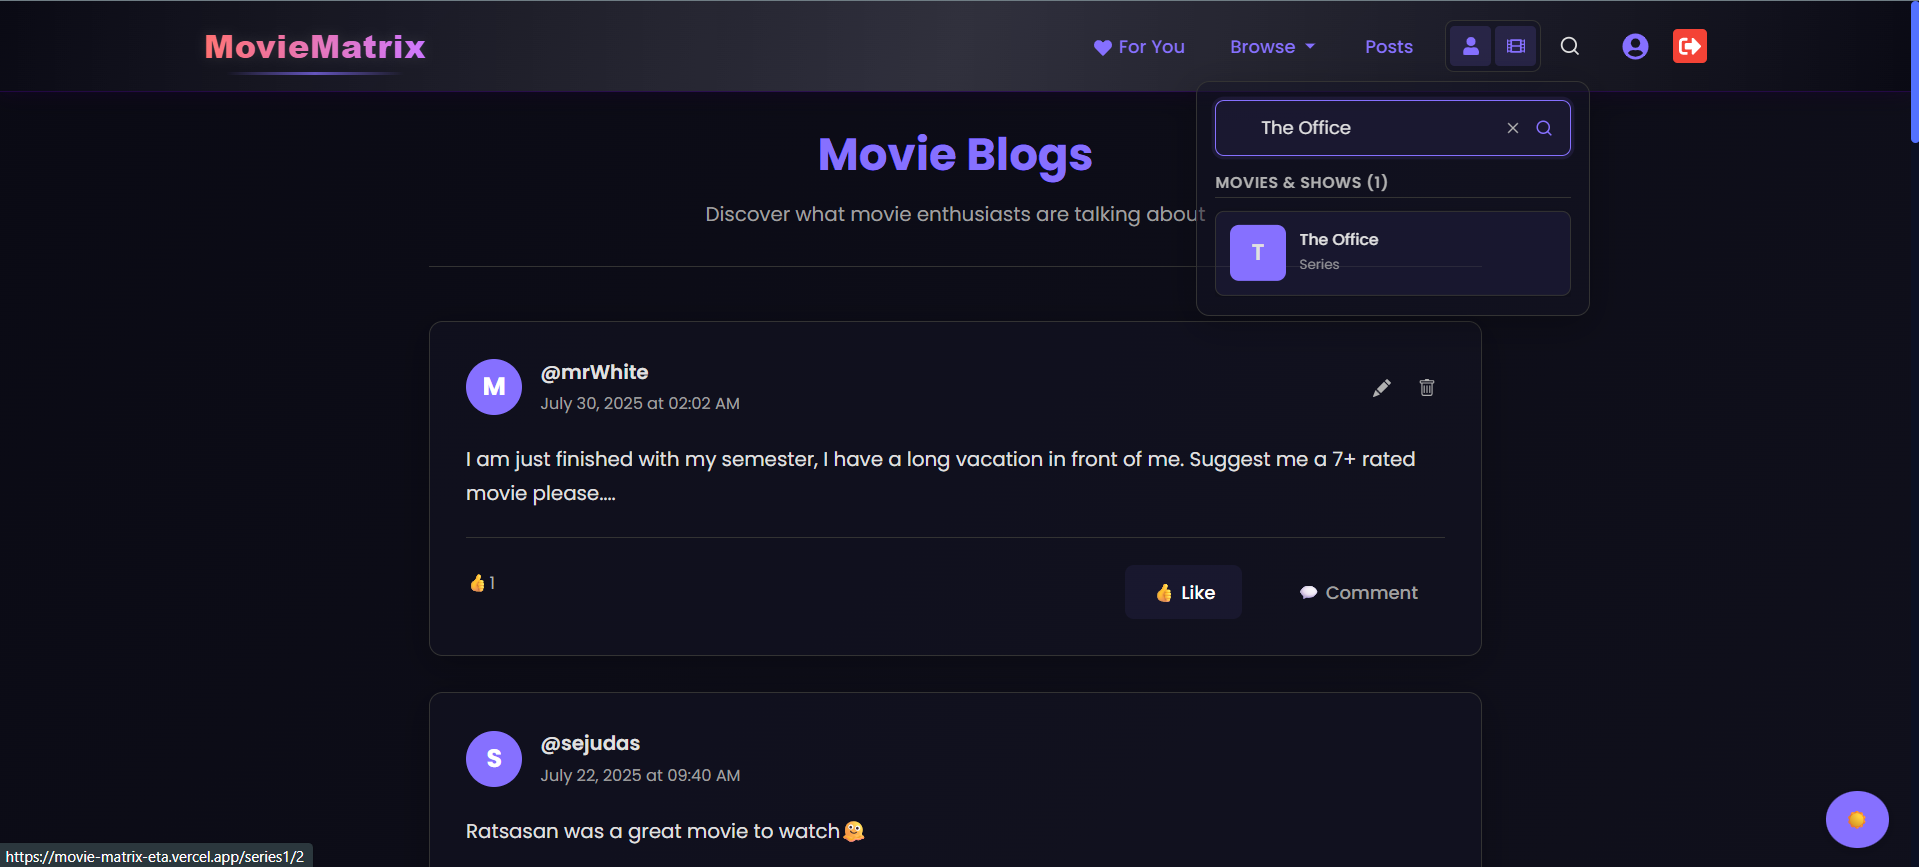 MovieMatrix
For You
Browse
Posts
The Office
MOVIES & SHOWS (1)
T
The Office
Series
Movie Blogs
Discover what movie enthusiasts are talking about
M
@mrWhite
July 30, 2025 at 02:02 AM
I am just finished with my semester, I have a long vacation in front of me. Suggest me a 7+ rated
movie please....
👍 1
👍 Like
💬 Comment
S
@sejudas
July 22, 2025 at 09:40 AM
Ratsasan was a great movie to watch🫠
https://movie-matrix-eta.vercel.app/series1/2